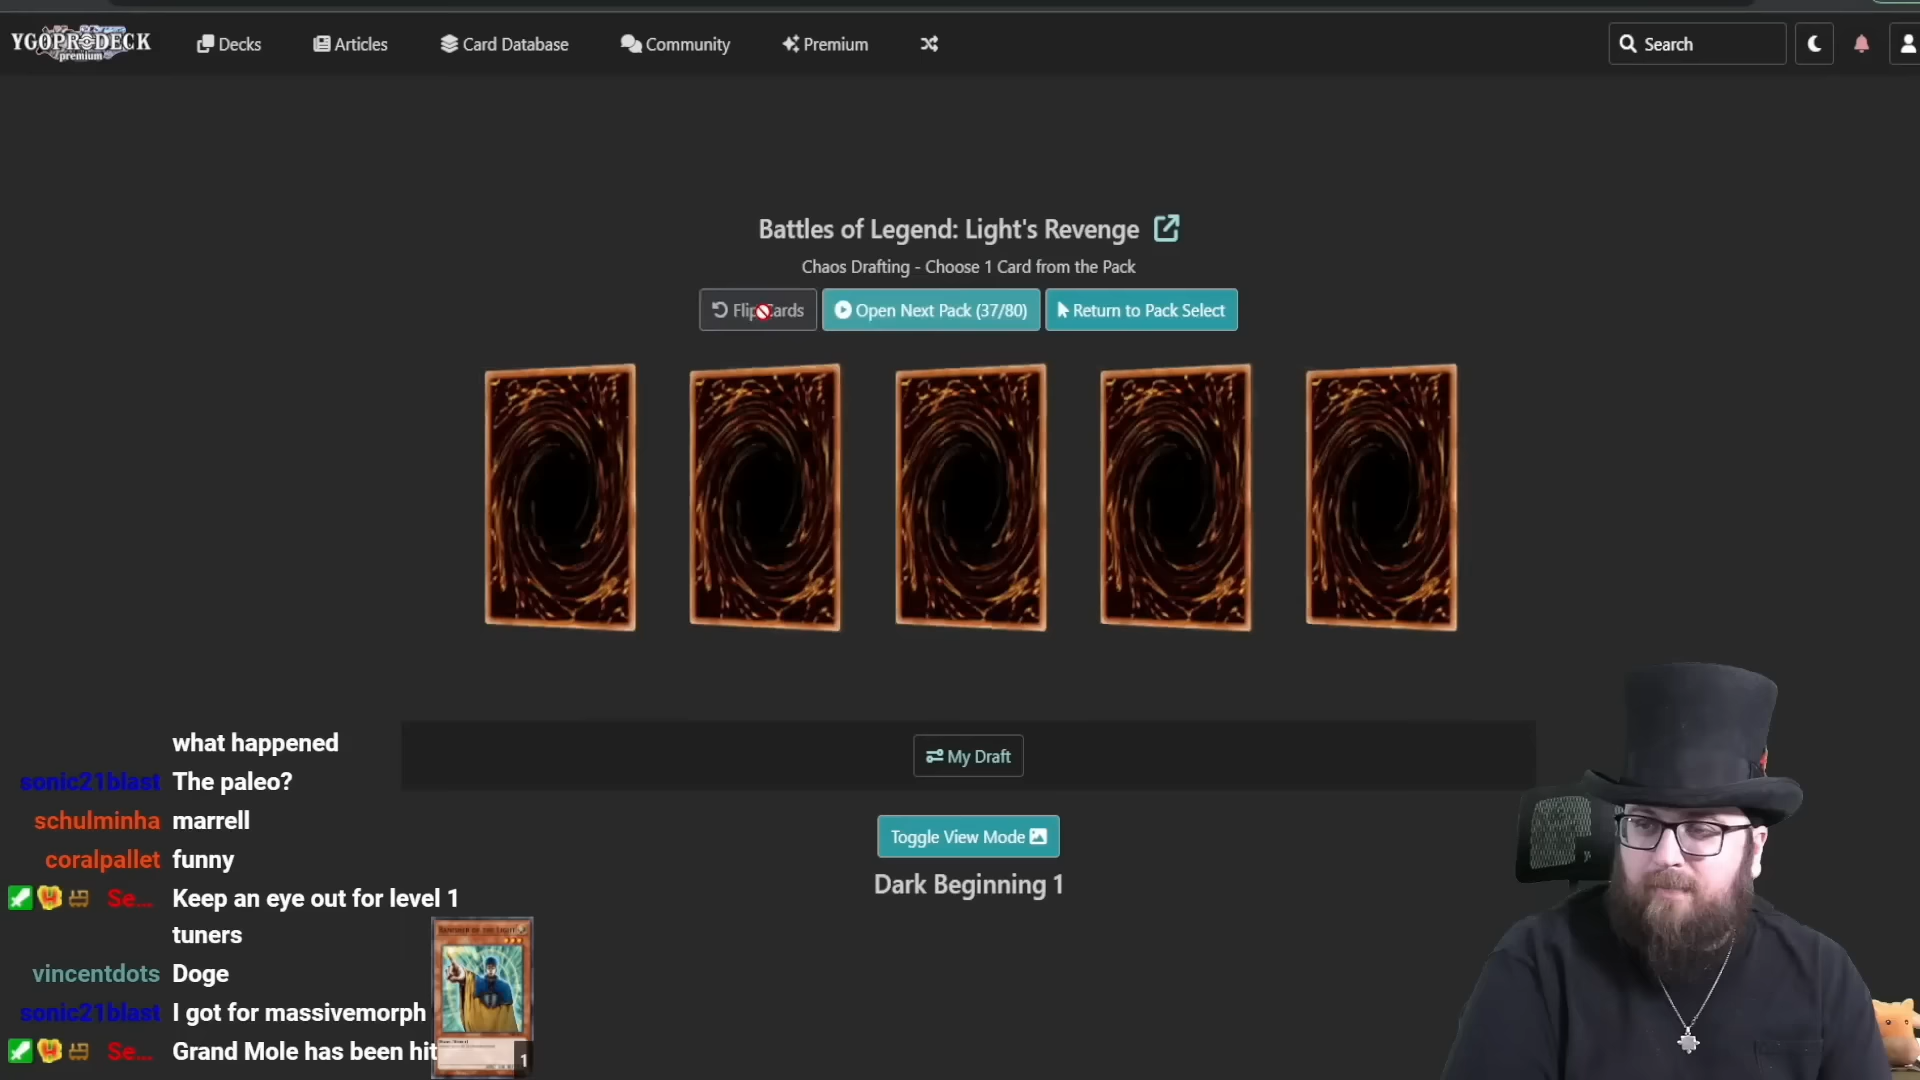 YGOPRODECK
premium
Decks
Articles
Card Database
Community
Premium
Search
Battles of Legend: Light's Revenge
Chaos Drafting - Choose 1 Card from the Pack
Flip Cards
Open Next Pack (37/80)
Return to Pack Select
My Draft
Toggle View Mode
Dark Beginning 1
what happened
sonic21blast The paleo?
schulminha marrell
coralpallet funny
Se... Keep an eye out for level 1
tuners
vincentdots Doge
sonic21blast I got for massivemorph
Se... Grand Mole has been hit
1